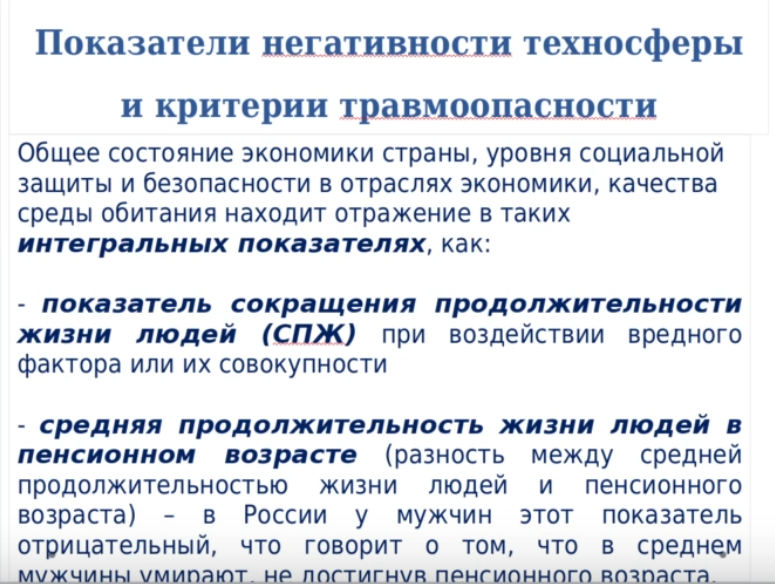 Показатели негативности техносферы
и критерии травмоопасности
Общее состояние экономики страны, уровня социальной
защиты и безопасности в отраслях экономики, качества
среды обитания находит отражение в таких
интегральных показателях, как:
- показатель сокращения продолжительности
жизни людей (СПЖ) при воздействии вредного
фактора или их совокупности
- средняя продолжительность жизни людей в
пенсионном возрасте (разность между средней
продолжительностью жизни людей и пенсионного
возраста) – в России у мужчин этот показатель
отрицательный, что говорит о том, что в среднем
мужчины умирают, не достигнув пенсионного возраста